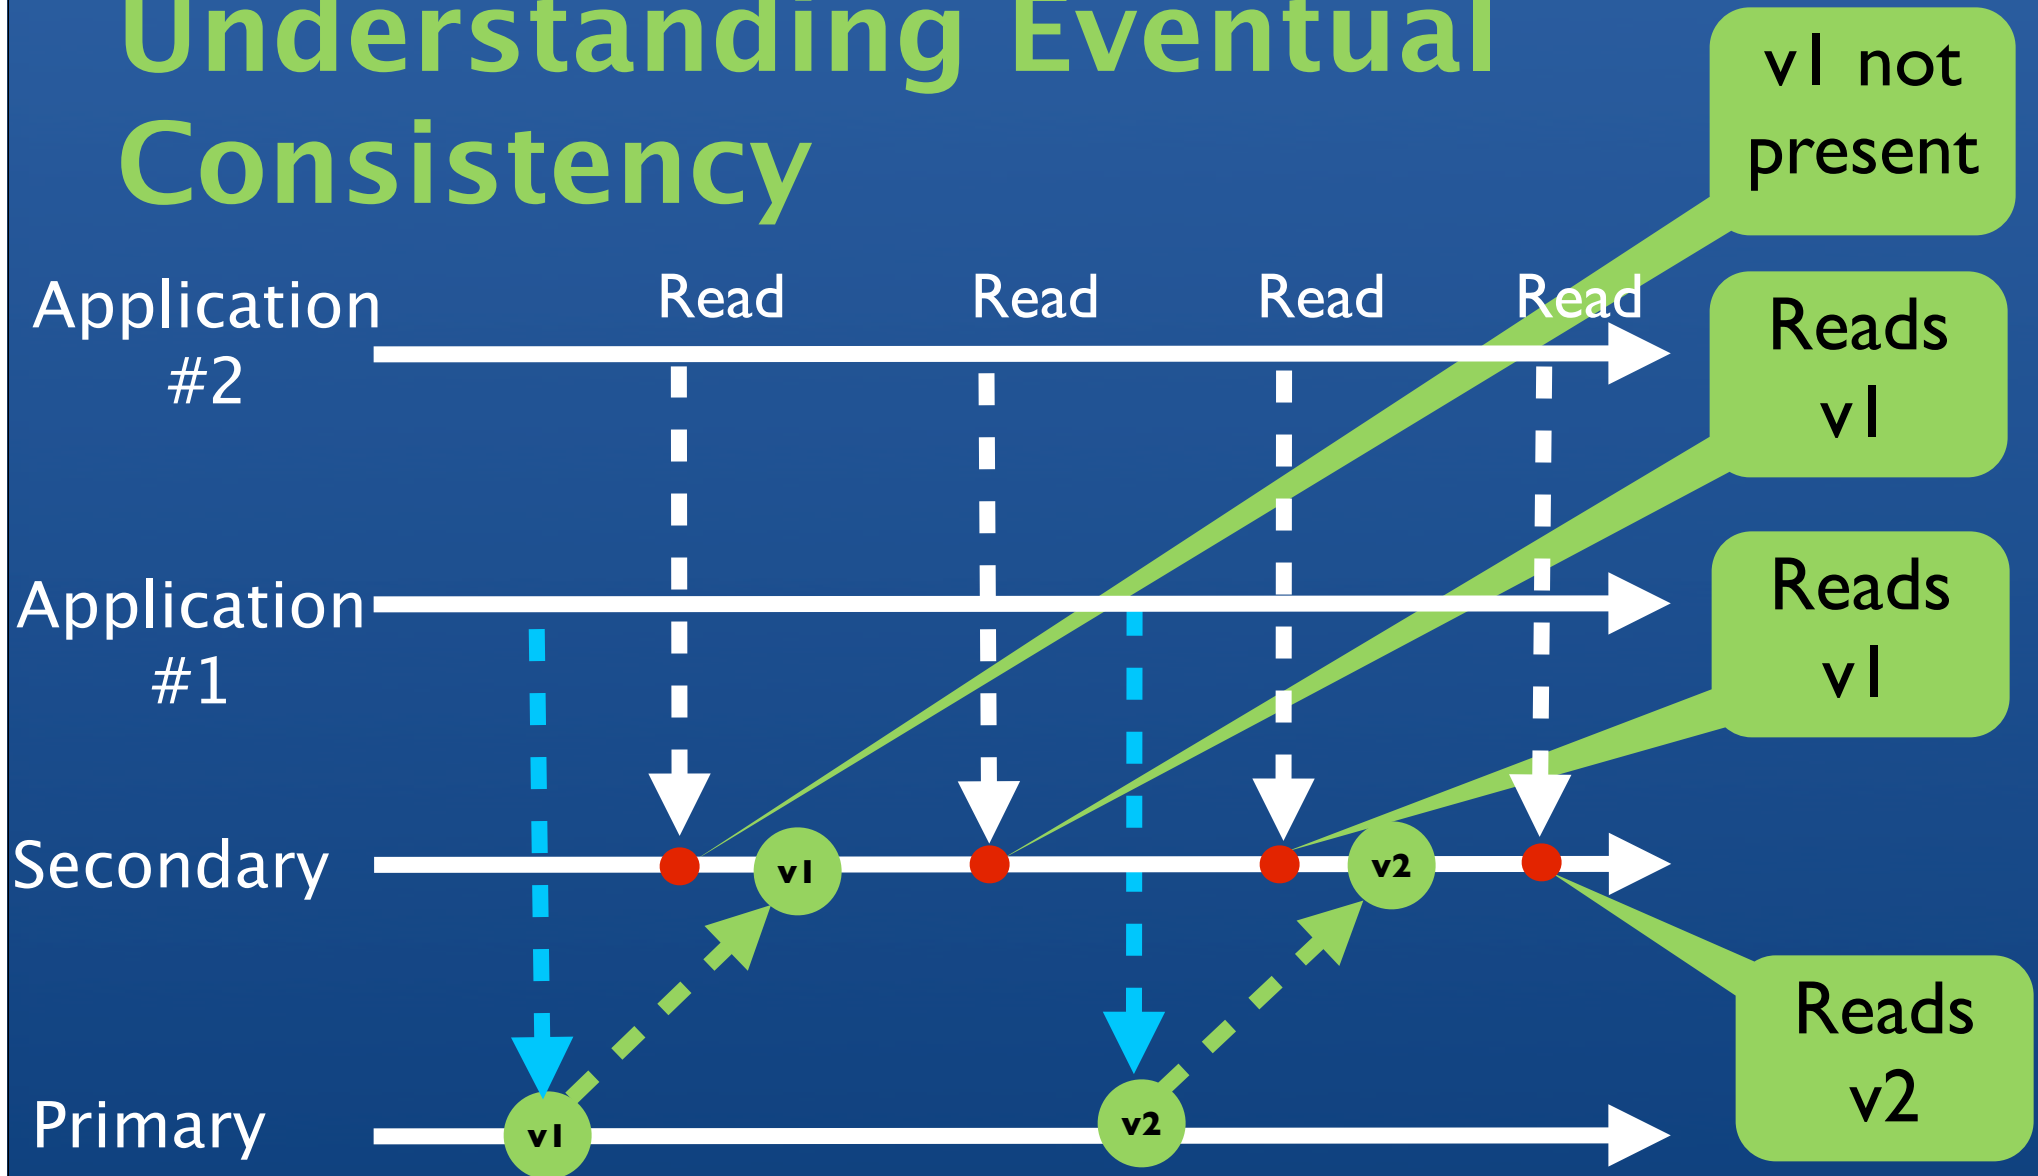 Understanding Eventual
Consistency
v1 not
present
Application
#2
Read
Read
Read
Read
Reads
v1
Application
#1
Reads
v1
Secondary
v1
v2
Reads
v2
Primary
v1
v2